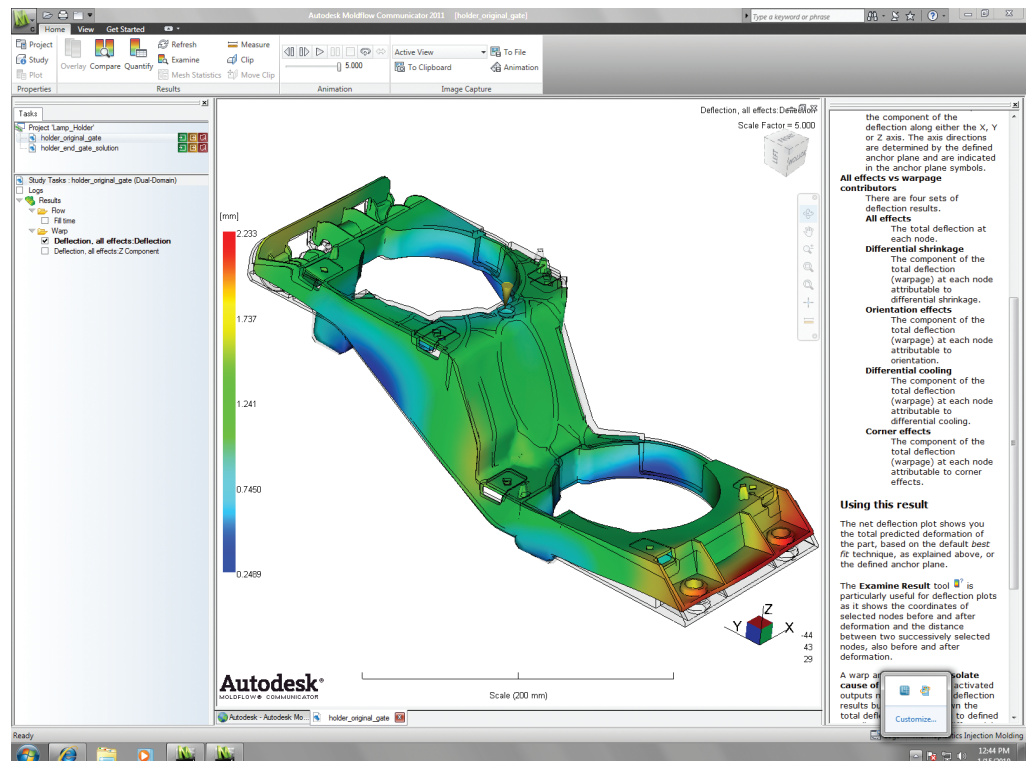 Autodesk Moldflow Communicator 2011 [holder_original_gate]
Type a keyword or phrase
Home View Get Started
Project
Study
Plot
Overlay Compare Quantify
Refresh
Examine
Mesh Statistics
Measure
Clip
Move Clip
5.000
Active View
To Clipboard
To File
Animation
Properties Results Animation Image Capture
Tasks
Project 'Lamp_Holder'
holder_original_gate
holder_end_gate_solution
Study Tasks : holder_original_gate (Dual-Domain)
Logs
Results
Flow
Fill time
Warp
Deflection, all effects:Deflection
Deflection, all effects:Z Component
Deflection, all effects:Deflection
Scale Factor = 5.000
[mm]
2.233
1.737
1.241
0.7450
0.2489
Z
Y
X
-44
43
29
Autodesk®
MOLDFLOW® COMMUNICATOR
Scale (200 mm)
Autodesk - Autodesk Mo...
holder_original_gate
the component of the
deflection along either the X, Y
or Z axis. The axis directions
are determined by the defined
anchor plane and are indicated
in the anchor plane symbols.
All effects vs warpage
contributors
There are four sets of
deflection results.
All effects
The total deflection at
each node.
Differential shrinkage
The component of the
total deflection
(warpage) at each node
attributable to
differential shrinkage.
Orientation effects
The component of the
total deflection
(warpage) at each node
attributable to
orientation.
Differential cooling
The component of the
total deflection
(warpage) at each node
attributable to
differential cooling.
Corner effects
The component of the
total deflection
(warpage) at each node
attributable to corner
effects.
Using this result
The net deflection plot shows you
the total predicted deformation of
the part, based on the default best
fit technique, as explained above, or
the defined anchor plane.
The Examine Result tool is
particularly useful for deflection plots
as it shows the coordinates of
selected nodes before and after
deformation and the distance
between two successively selected
nodes, also before and after
deformation.
A warp
cause of
activated
outputs
deflection
results
the
total
to defined
Customize...
Ready
Injection Molding
12:44 PM